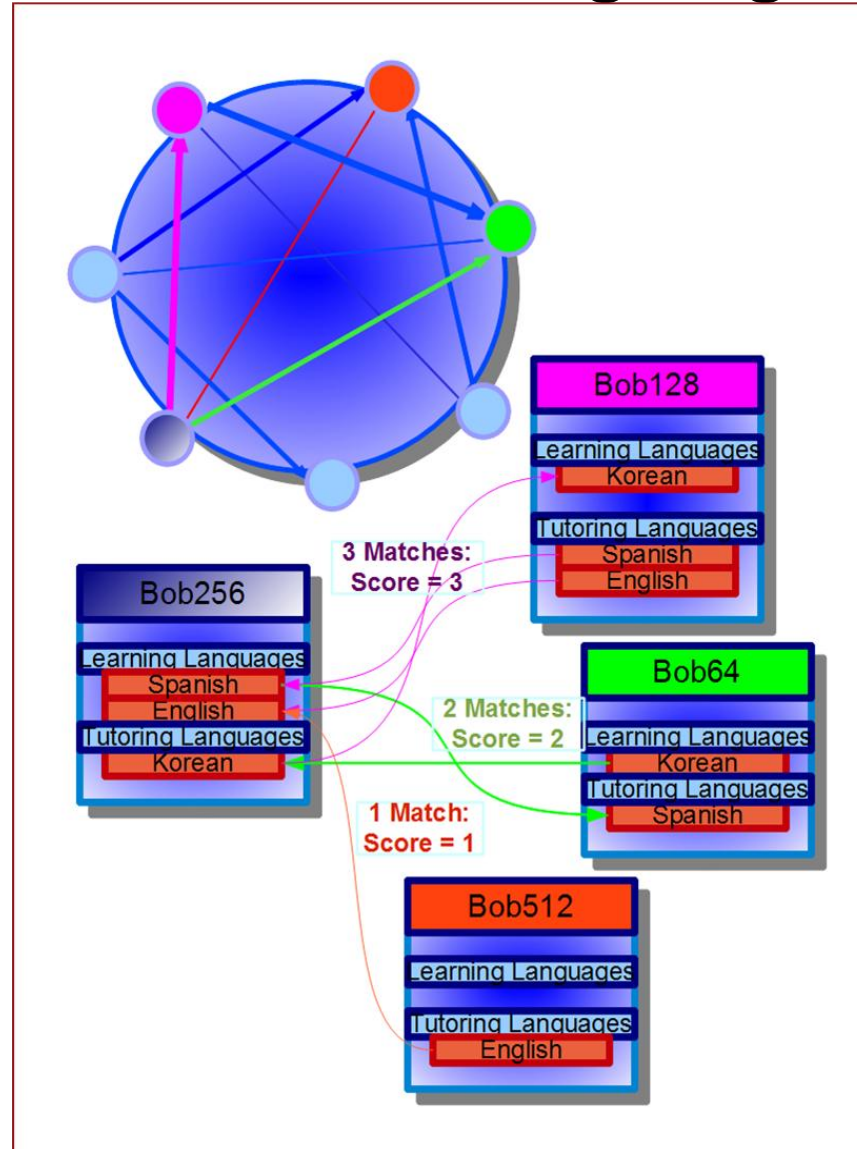 Bob128
Learning Languages
Korean
Tutoring Languages
Spanish
English
3 Matches:
Score = 3
Bob256
Learning Languages
Spanish
English
Tutoring Languages
Korean
Bob64
Learning Languages
Korean
Tutoring Languages
Spanish
2 Matches:
Score = 2
1 Match:
Score = 1
Bob512
Learning Languages
Tutoring Languages
English